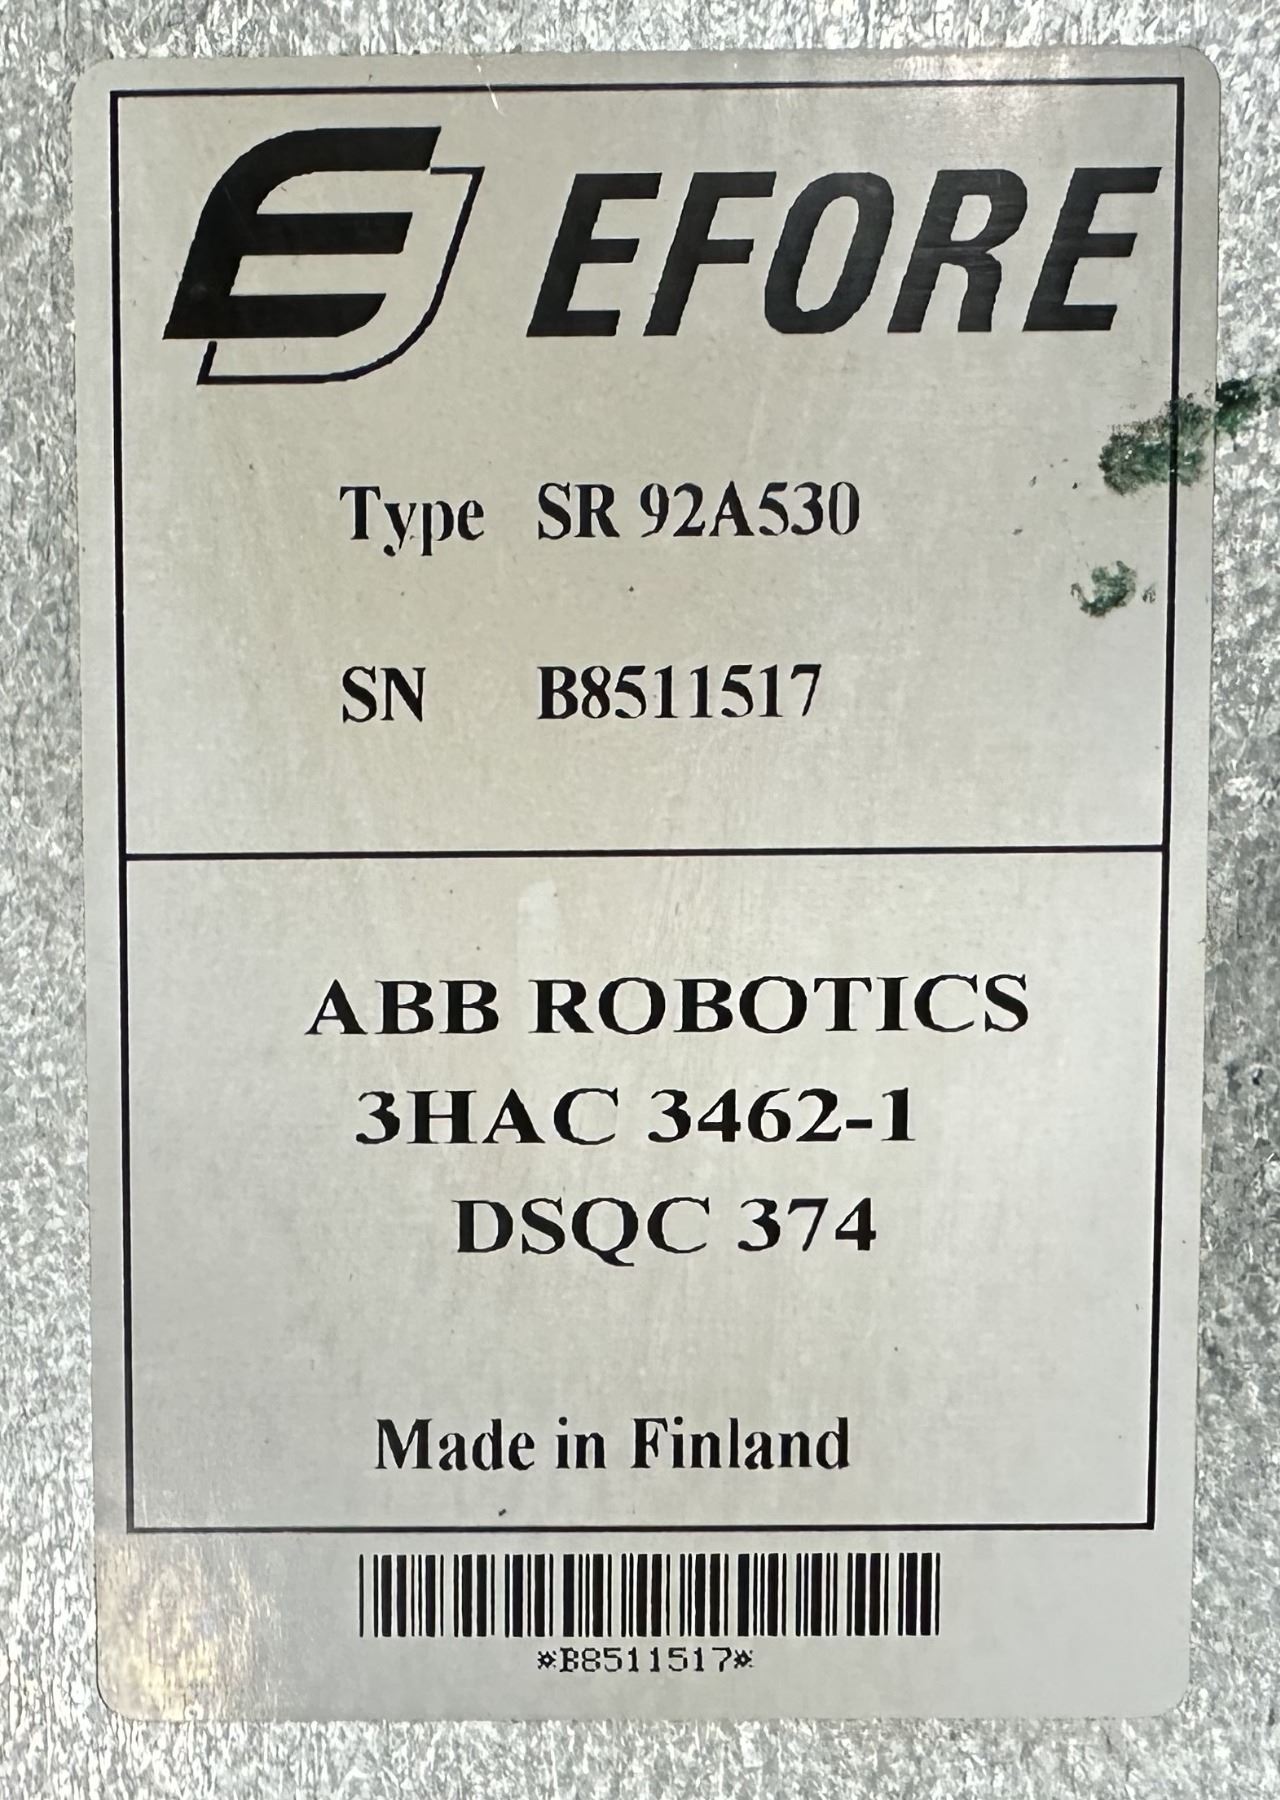 EFORE
Type SR 92A530
SN B8511517
ABB ROBOTICS
3HAC 3462-1
DSQC 374
Made in Finland
*B8511517*